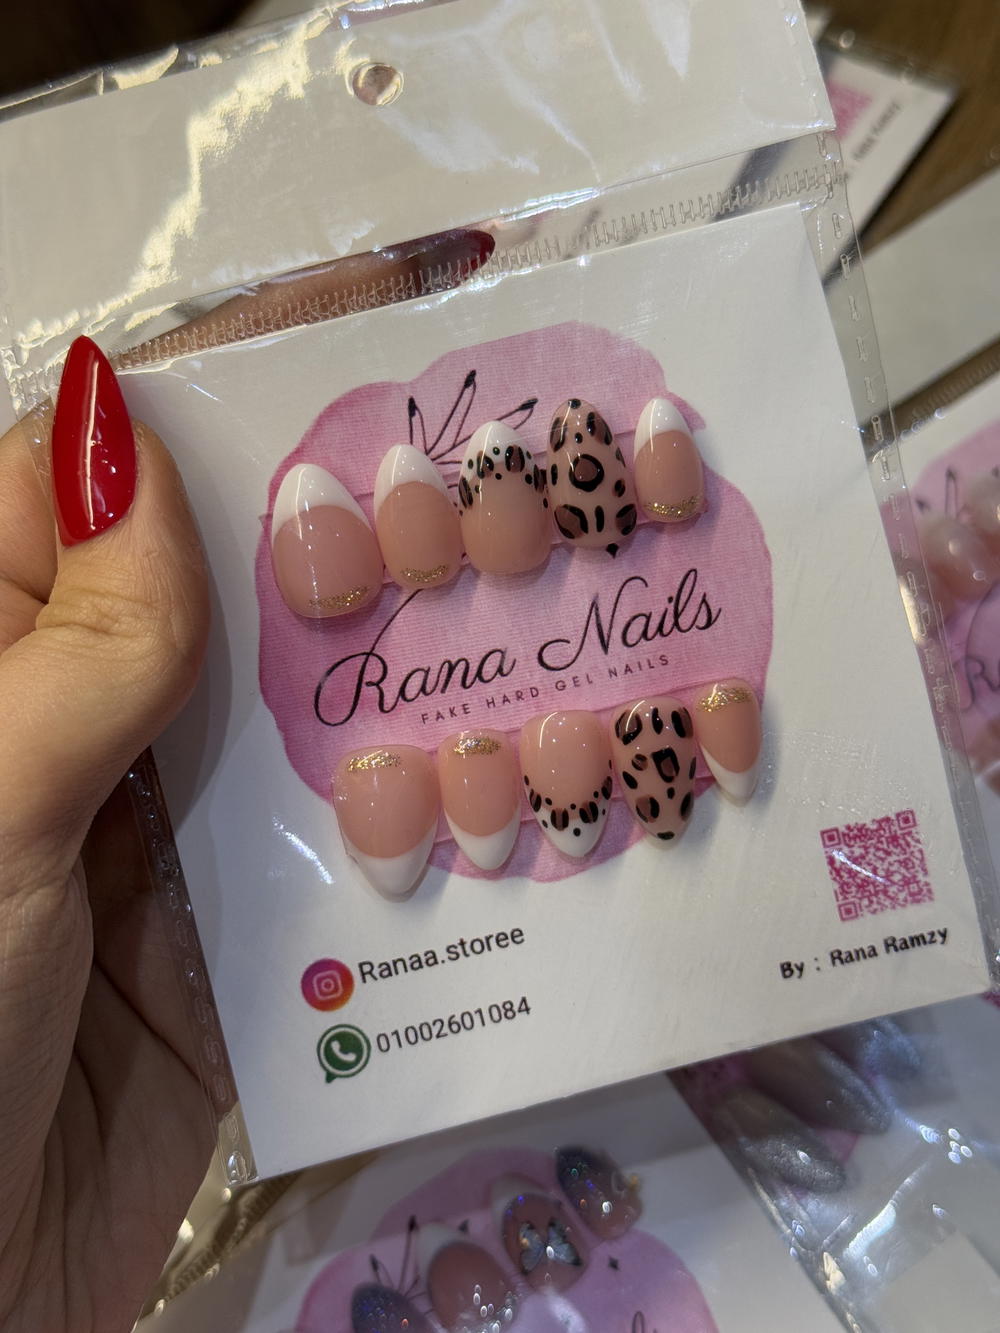 Rana Nails
FAKE HARD GEL NAILS
Ranaa.storee
01002601084
By : Rana Ramzy